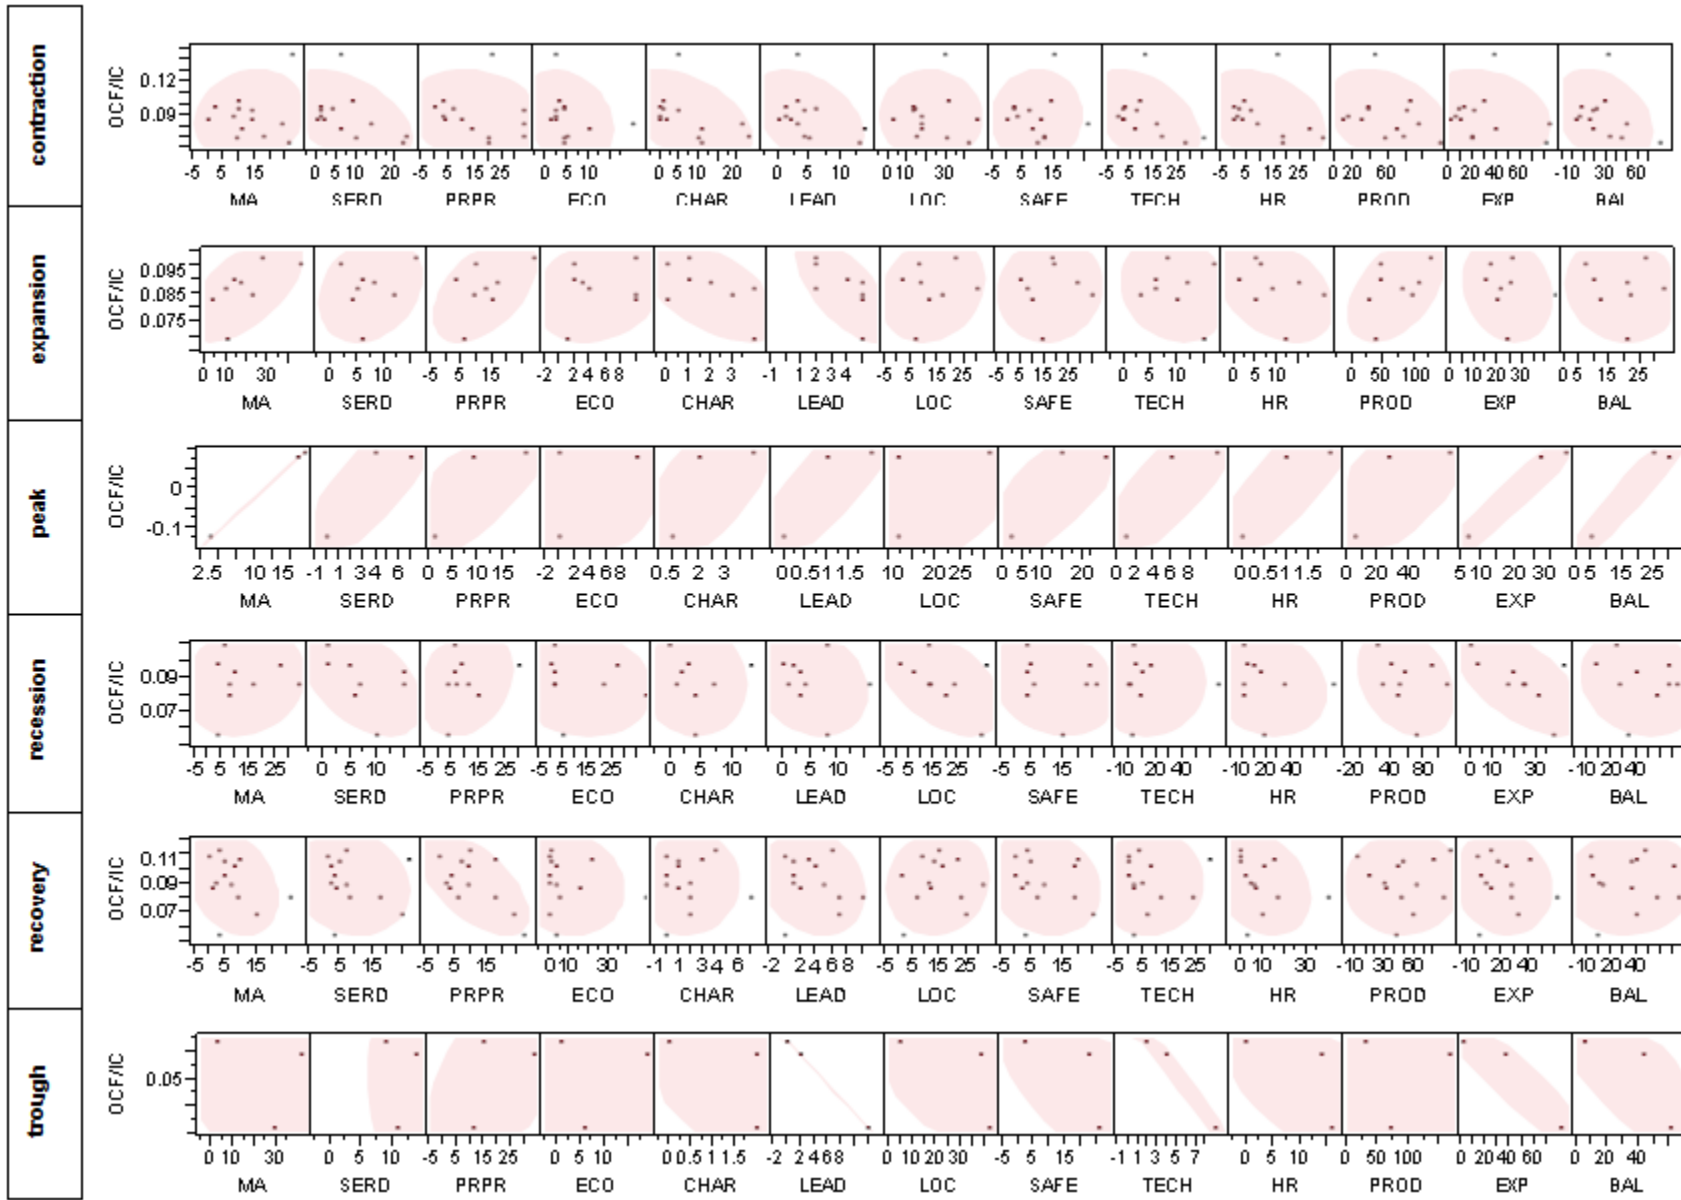 contraction
OCF/IC
0.12
0.09
-5 5 15 25 0 5 10 20 -5 5 15 25 0 5 10 0 5 10 20 0 5 10 0 10 30 -5 5 15 -5 5 15 25 -5 5 15 25 0 20 60 0 20 40 60 -10 10 30 60
MA SERD PRPR ECO CHAR LEAD LOC SAFE TECH HR PROD EXP BAL
expansion
OCF/IC
0.095
0.085
0.075
0 10 30 0 5 10 -5 5 15 -2 2 4 6 8 0 1 2 3 -1 1 2 3 4 -5 5 15 25 -5 5 15 25 0 5 10 0 5 10 0 50 100 0 10 20 30 0 5 15 25
MA SERD PRPR ECO CHAR LEAD LOC SAFE TECH HR PROD EXP BAL
peak
OCF/IC
0
-0.1
2.5 10 15 -1 1 3 4 6 0 5 10 15 -2 2 4 6 8 0.5 2 3 0 0.5 1 1.5 10 20 25 0 5 10 20 0 2 4 6 8 0 0.5 1 1.5 0 20 40 5 10 20 30 0 5 15 25
MA SERD PRPR ECO CHAR LEAD LOC SAFE TECH HR PROD EXP BAL
recession
OCF/IC
0.09
0.07
-5 5 15 25 0 5 10 -5 5 15 25 -5 5 15 25 0 5 10 0 5 10 -5 5 15 25 -5 5 15 -10 20 40 -10 20 40 -20 40 80 0 10 30 -10 20 40
MA SERD PRPR ECO CHAR LEAD LOC SAFE TECH HR PROD EXP BAL
recovery
OCF/IC
0.11
0.09
0.07
-5 5 15 -5 5 15 -5 5 15 0 10 30 -1 1 3 4 6 -2 2 4 6 8 -5 5 15 25 -5 5 15 25 -5 5 15 25 0 10 30 -10 30 60 -10 20 40 -10 20 40
MA SERD PRPR ECO CHAR LEAD LOC SAFE TECH HR PROD EXP BAL
trough
OCF/IC
0.05
0 10 30 0 5 10 -5 5 15 25 0 5 10 0 0.5 1 1.5 -2 2 4 6 8 0 10 20 30 -5 5 15 -1 1 3 5 7 0 5 10 0 50 100 0 20 40 60 0 20 40
MA SERD PRPR ECO CHAR LEAD LOC SAFE TECH HR PROD EXP BAL